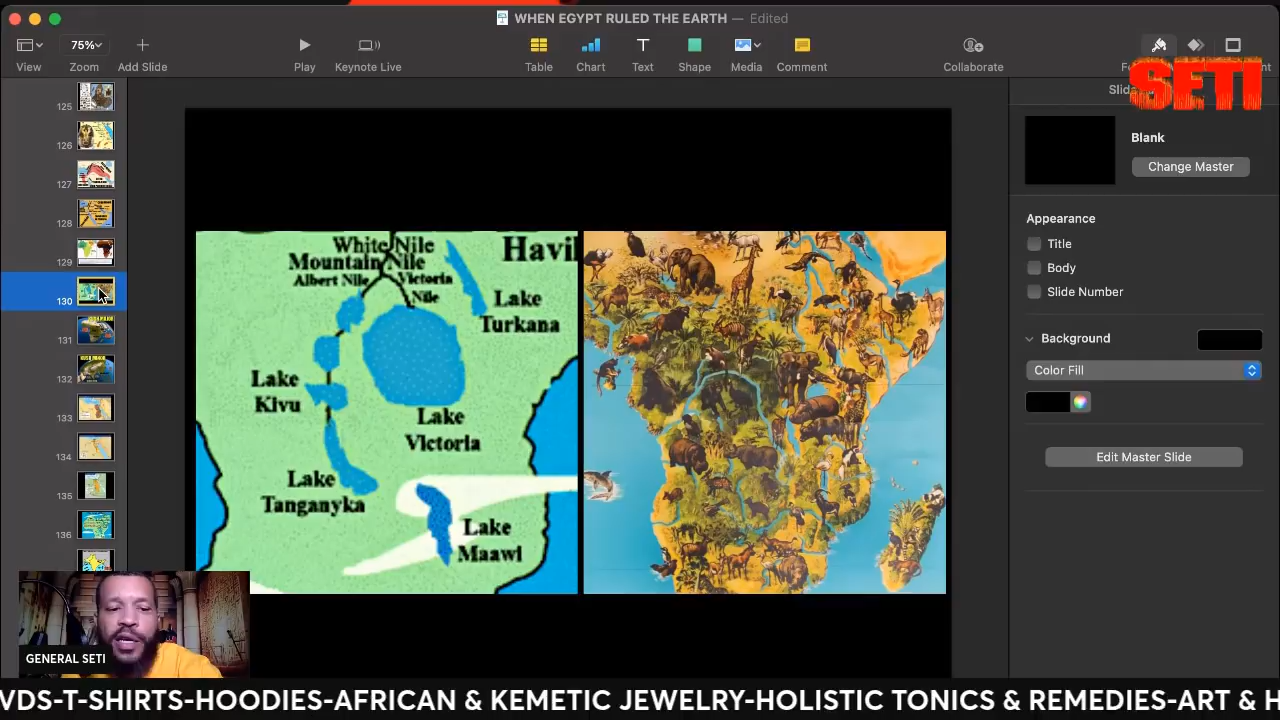 WHEN EGYPT RULED THE EARTH — Edited
75%
View
Zoom
Add Slide
Play
Keynote Live
Table
Chart
Text
Shape
Media
Comment
Collaborate
SETI
125
126
127
128
129
130
131
132
133
134
135
136
White Nile
Mountain Nile
Albert Nile
Victoria
Nile
Havil
Lake
Turkana
Lake
Kivu
Lake
Victoria
Lake
Tanganyka
Lake
Maawi
Blank
Change Master
Appearance
Title
Body
Slide Number
Background
Color Fill
Edit Master Slide
GENERAL SETI
VDS-T-SHIRTS-HOODIES-AFRICAN & KEMETIC JEWELRY-HOLISTIC TONICS & REMEDIES-ART & H